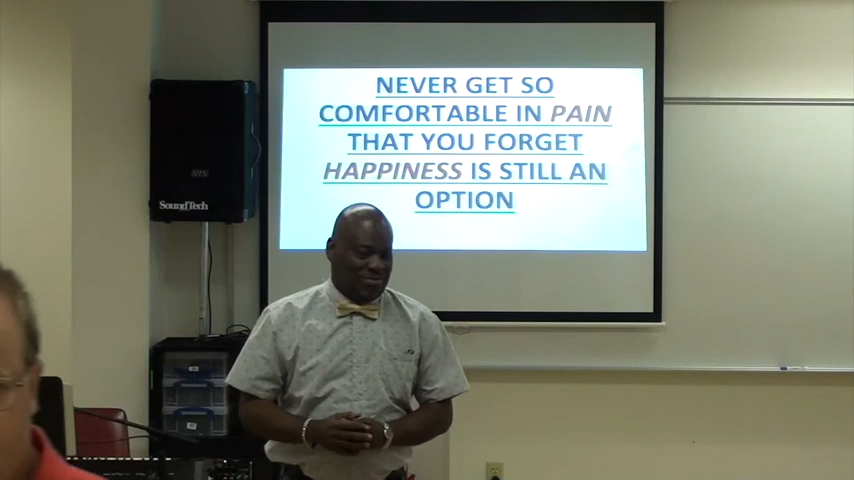 NEVER GET SO
COMFORTABLE IN PAIN
THAT YOU FORGET
HAPPINESS IS STILL AN
OPTION
SoundTech